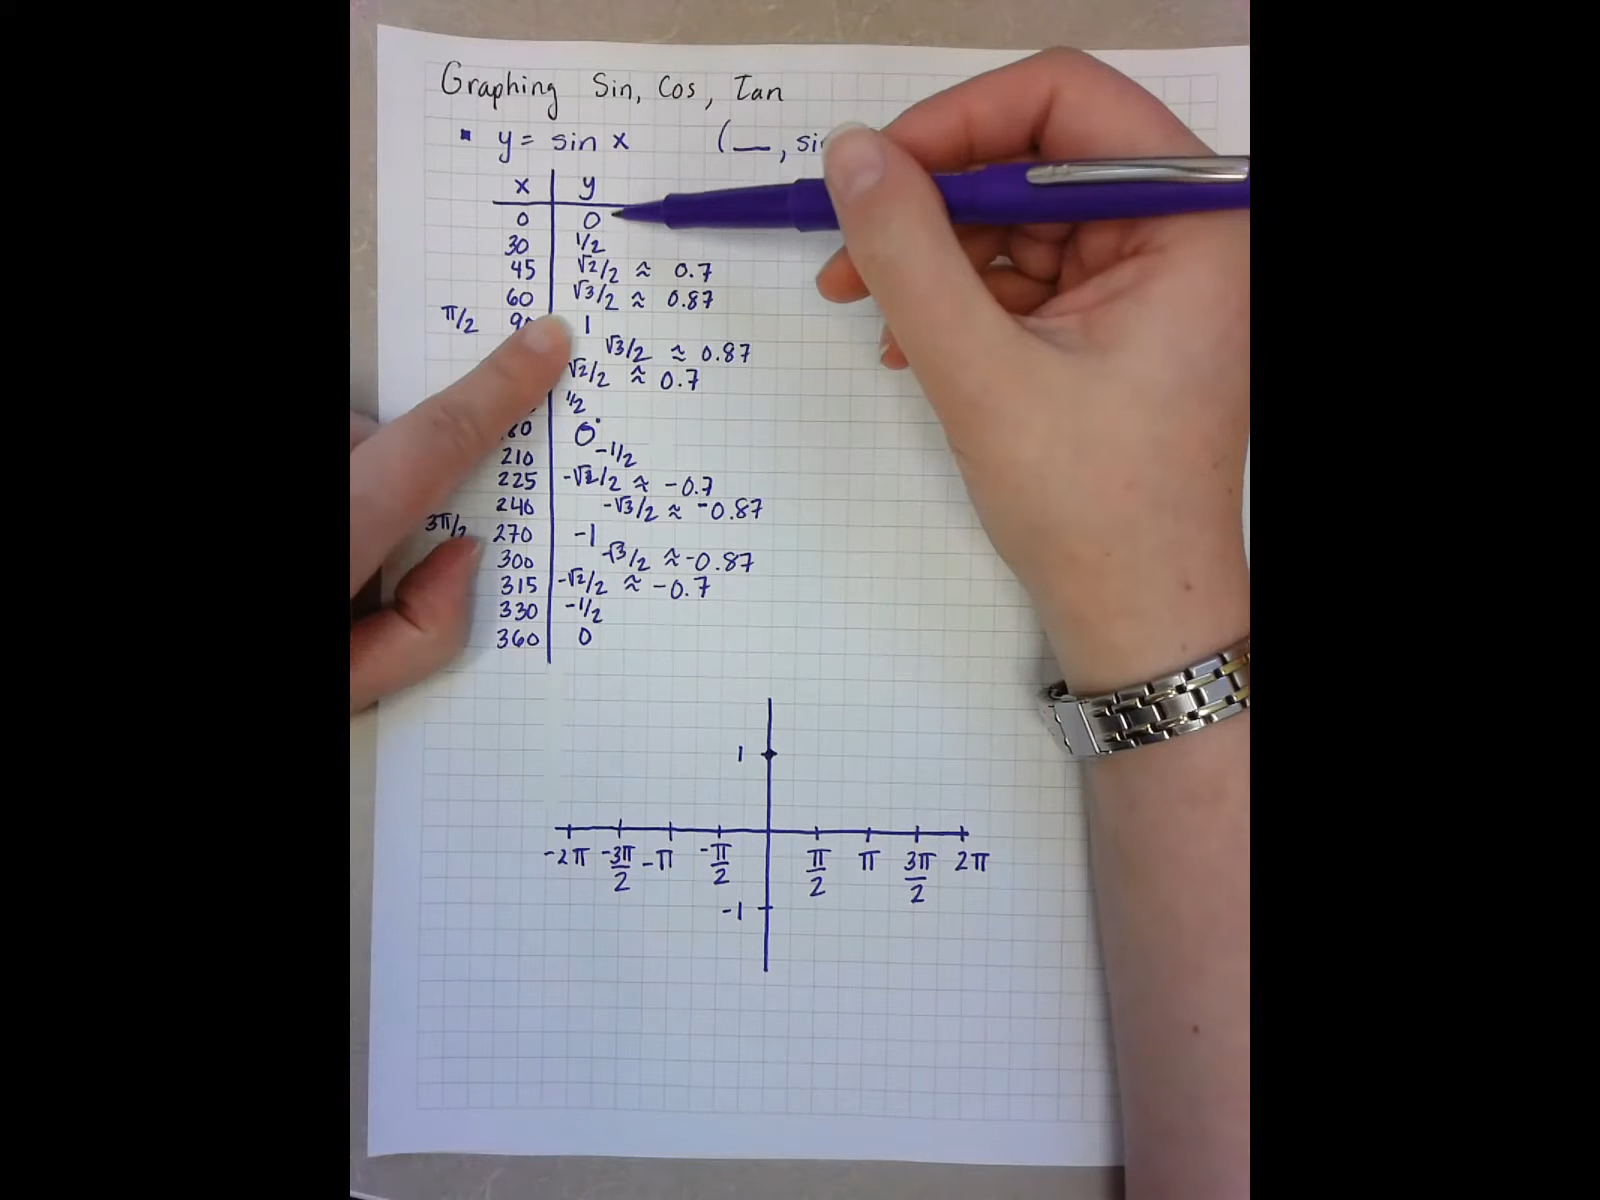 Graphing Sin, Cos, Tan
▪ y = sin x (__, sin
x y
0 0
30 1/2
45 √2/2 ≈ 0.7
60 √3/2 ≈ 0.87
π/2 90 1
√3/2 ≈ 0.87
√2/2 ≈ 0.7
1/2
0
210 -1/2
225 -√2/2 ≈ -0.7
240 -√3/2 ≈ -0.87
3π/2 270 -1
300 -√3/2 ≈ -0.87
315 -√2/2 ≈ -0.7
330 -1/2
360 0
1
-2π -3π/2 -π -π/2 π/2 π 3π/2 2π
-1